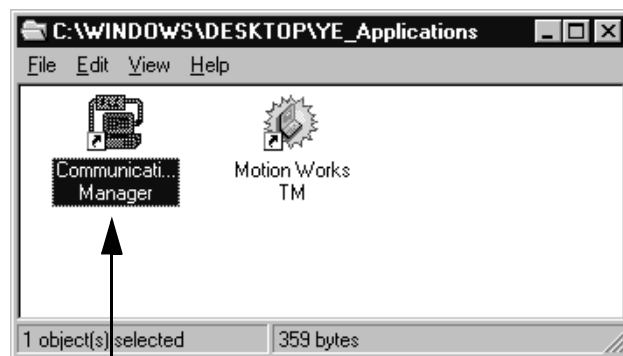 C:\WINDOWS\DESKTOP\YE_Applications
File Edit View Help
Communicati...
Manager
Motion Works
TM
1 object(s) selected
359 bytes